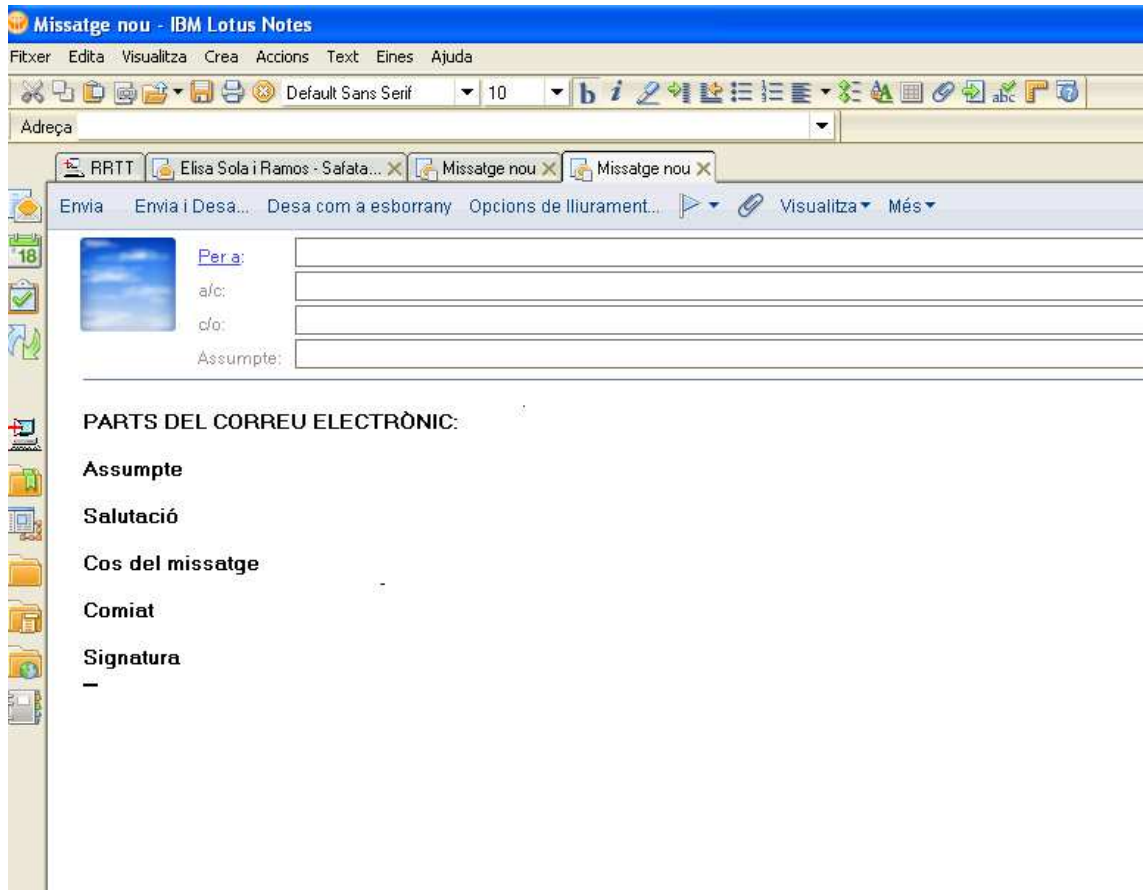 Missatge nou - IBM Lotus Notes
Fitxer Edita Visualitza Crea Accions Text Eines Ajuda
Default Sans Serif 10 b i abc
Adreça
RRTT Elisa Sola i Ramos - Safata... Missatge nou Missatge nou
Envia Envia i Desa... Desa com a esborrany Opcions de lliurament... Visualitza Més
18
Per a:
a/c:
c/o:
Assumpte:
PARTS DEL CORREU ELECTRÒNIC:
Assumpte
Salutació
Cos del missatge
Comiat
Signatura